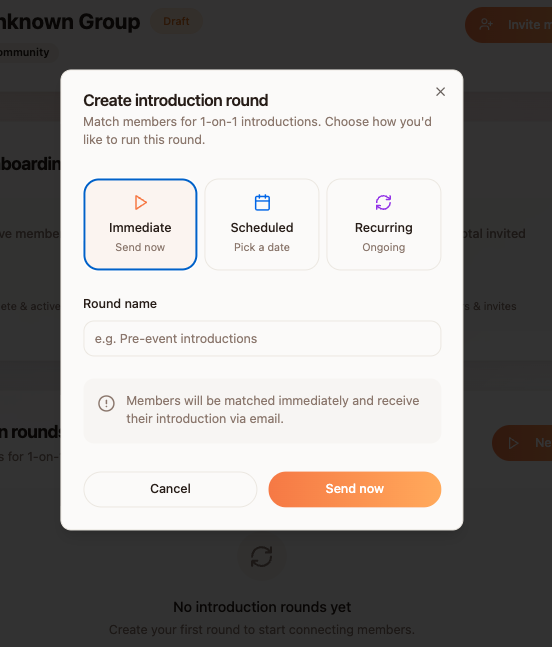 nknown Group Draft
Invite m
ommunity
Create introduction round
Match members for 1-on-1 introductions. Choose how you'd
like to run this round.
nboardin
Immediate
Send now
Scheduled
Pick a date
Recurring
Ongoing
ve membe
otal invited
ete & active
s & invites
Round name
e.g. Pre-event introductions
Members will be matched immediately and receive
their introduction via email.
n rounds
Ne
s for 1-on-
Cancel
Send now
No introduction rounds yet
Create your first round to start connecting members.